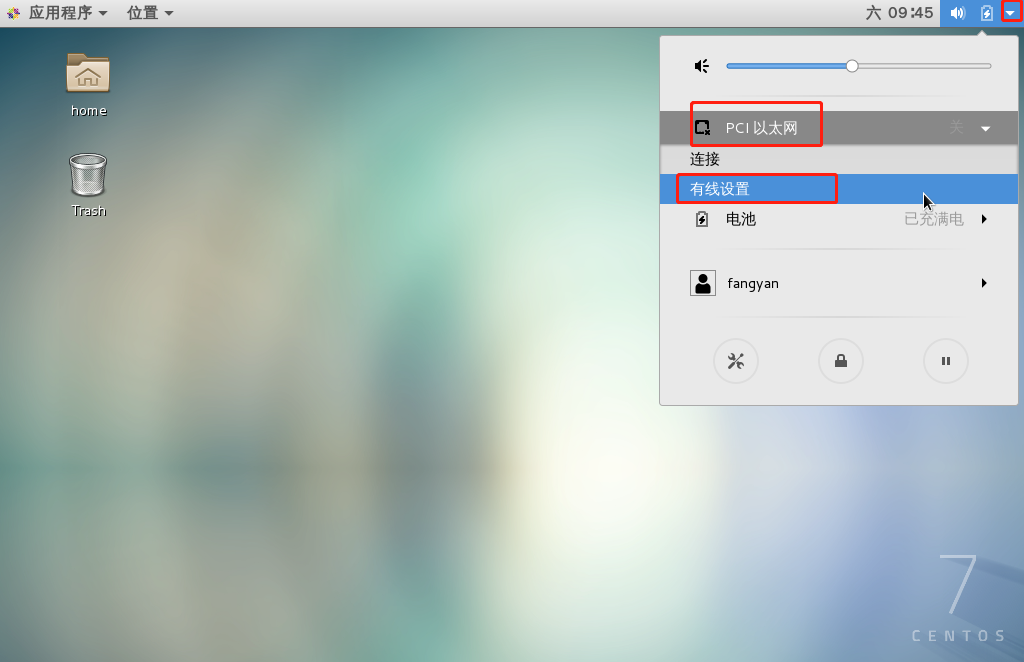 应用程序 位置 六 09:45
home
Trash
PCI 以太网 关
连接
有线设置
电池 已充满电
fangyan
7
CENTOS